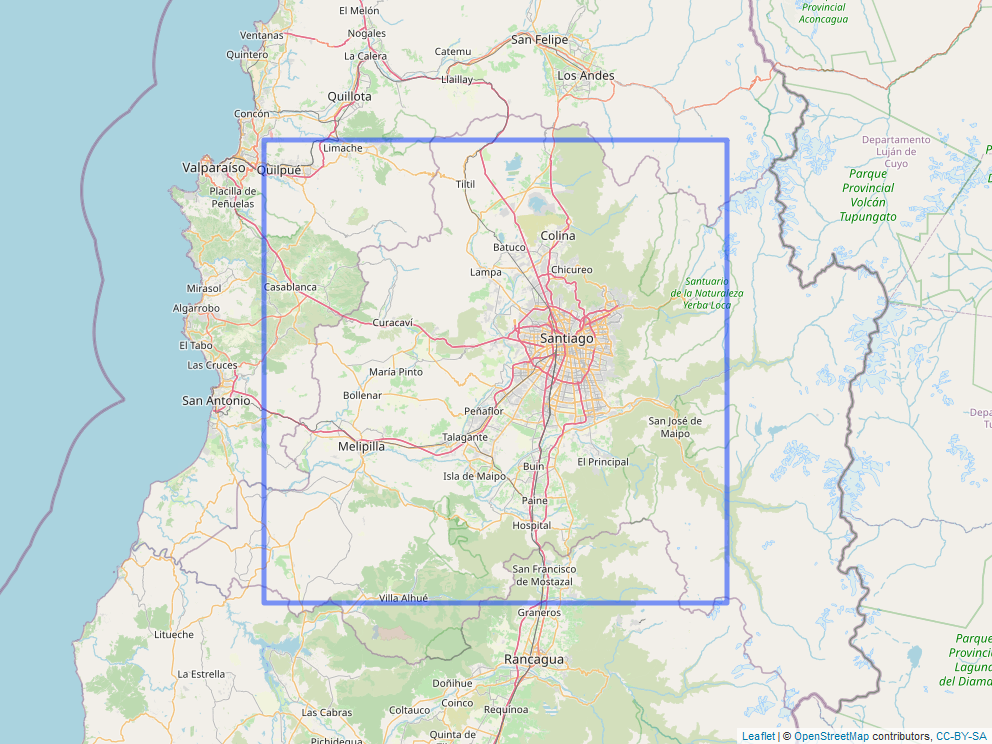 El Melón
Provincial
Aconcagua
Ventanas
Nogales
San Felipe
Quintero
La Calera
Catemu
Llaillay
Los Andes
Quillota
Concón
Departamento
Luján de
Cuyo
Limache
Valparaíso
Quilpué
Parque
Provincial
Volcán
Tupungato
Tiltil
Placilla de
Peñuelas
Colina
Batuco
Lampa
Chicureo
Mirasol
Casablanca
Santuario
de la Naturaleza
Yerba Loca
Algarrobo
Curacaví
El Tabo
Santiago
Las Cruces
María Pinto
San Antonio
Bollenar
Peñaflor
San José de
Maipo
Talagante
Melipilla
El Principal
Buin
Isla de Maipo
Paine
Hospital
San Francisco
de Mostazal
Villa Alhué
Graneros
Litueche
Rancagua
La Estrella
Doñihue
Coinco
Las Cabras
Coltauco
Requinoa
Pichidegua
Quinta de
Leaflet | © OpenStreetMap contributors, CC-BY-SA